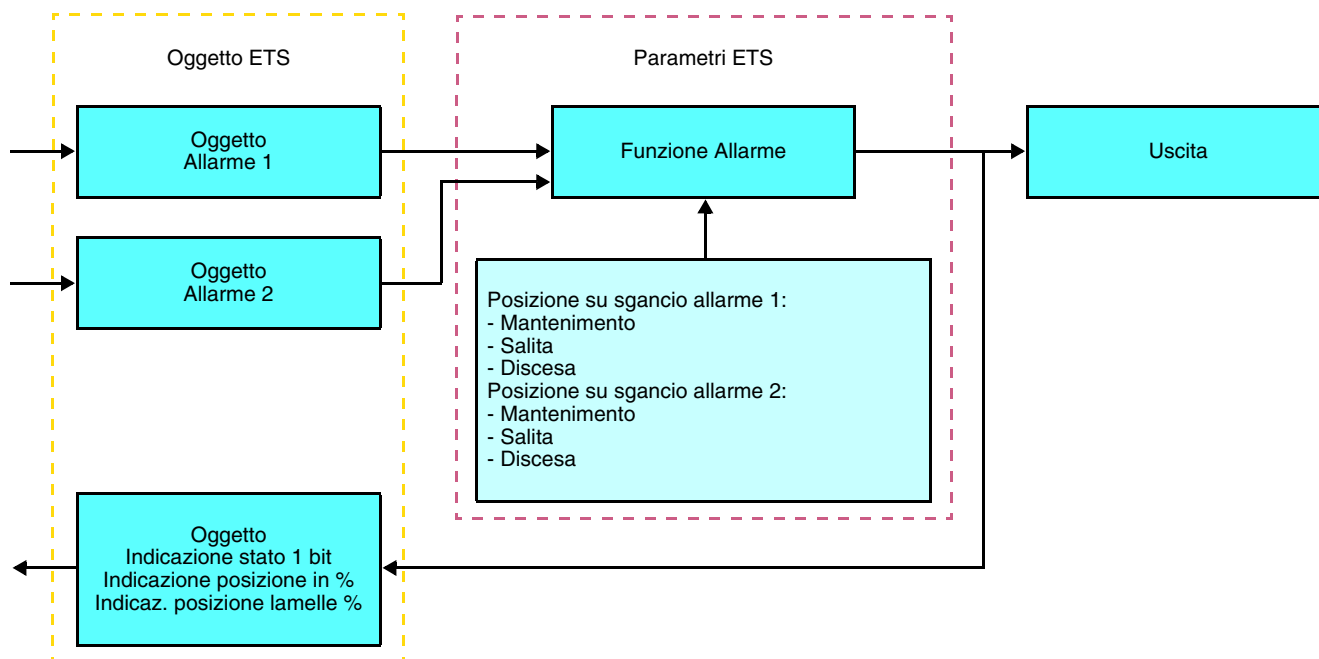 Oggetto ETS
Parametri ETS
Oggetto
Allarme 1
Funzione Allarme
Uscita
Oggetto
Allarme 2
Posizione su sgancio allarme 1:
- Mantenimento
- Salita
- Discesa
Posizione su sgancio allarme 2:
- Mantenimento
- Salita
- Discesa
Oggetto
Indicazione stato 1 bit
Indicazione posizione in %
Indicaz. posizione lamelle %